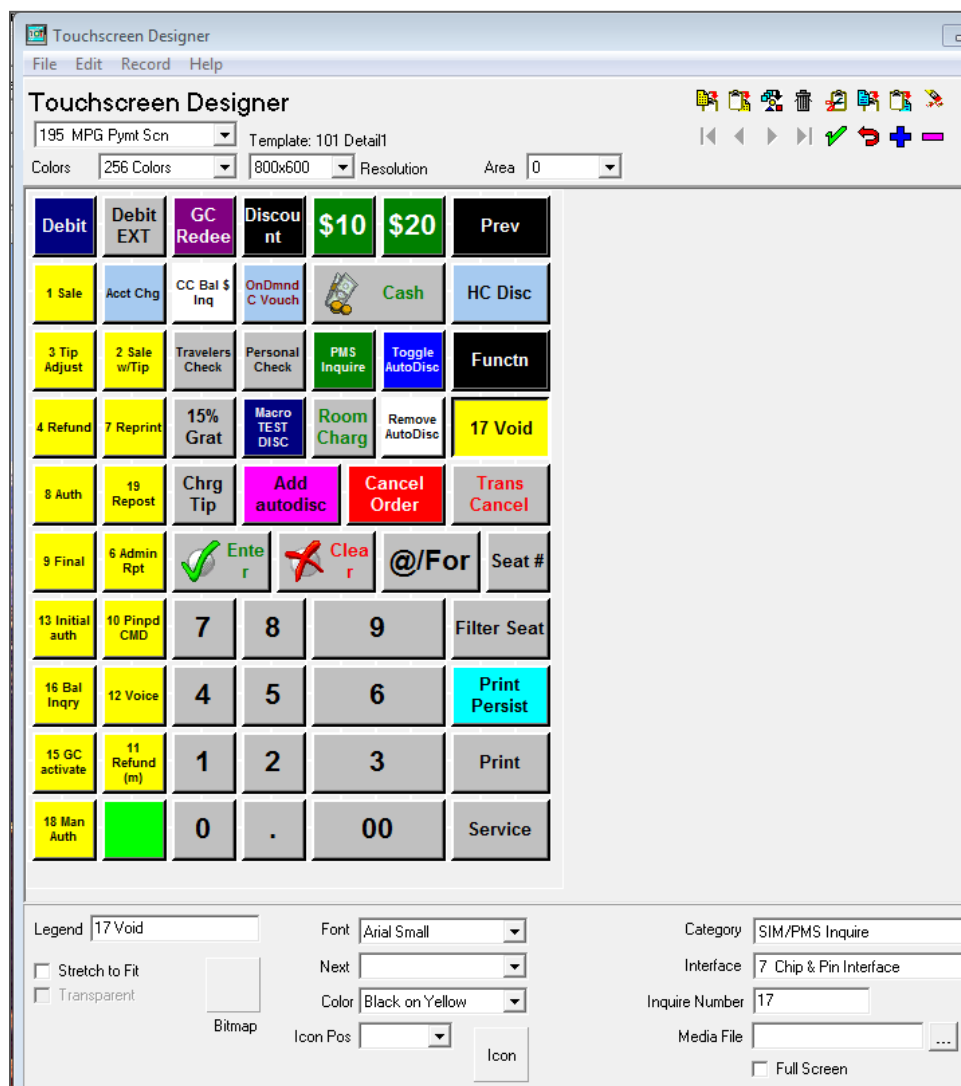 Touchscreen Designer
File Edit Record Help
Touchscreen Designer
195 MPG Pymt Scn
Template: 101 Detail1
Colors 256 Colors 800x600 Resolution Area 0
Debit
Debit
EXT
GC
Redee
Discou
nt
$10
$20
Prev
1 Sale
Acct Chg
CC Bal $
Inq
OnDmnd
C Vouch
Cash
HC Disc
3 Tip
Adjust
2 Sale
w/Tip
Travelers
Check
Personal
Check
PMS
Inquire
Toggle
AutoDisc
Functn
4 Refund
7 Reprint
15%
Grat
Macro
TEST
DISC
Room
Charg
Remove
AutoDisc
17 Void
8 Auth
19
Repost
Chrg
Tip
Add
autodisc
Cancel
Order
Trans
Cancel
9 Final
6 Admin
Rpt
Ente
r
Clea
r
@/For
Seat #
13 Initial
auth
10 Pinpd
CMD
7
8
9
Filter Seat
16 Bal
Inqry
12 Voice
4
5
6
Print
Persist
15 GC
activate
11
Refund
(m)
1
2
3
Print
18 Man
Auth
0
.
00
Service
Legend 17 Void
Stretch to Fit
Transparent
Bitmap
Font Arial Small
Next
Color Black on Yellow
Icon Pos
Icon
Category SIM/PMS Inquire
Interface 7 Chip & Pin Interface
Inquire Number 17
Media File ...
Full Screen